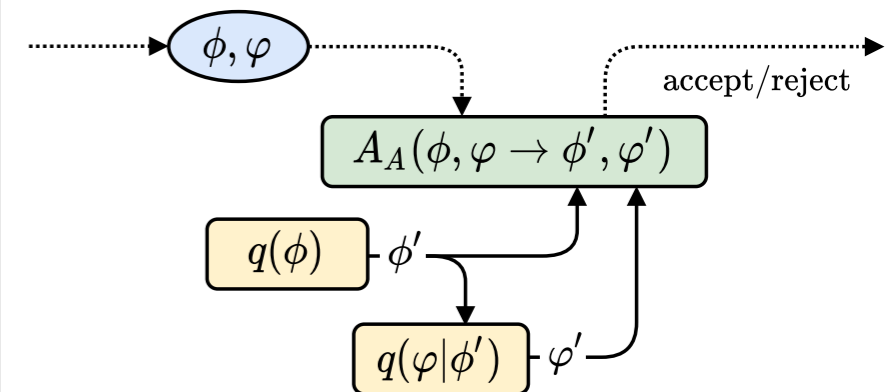 ϕ, φ
accept/reject
A_A(ϕ, φ → ϕ′, φ′)
q(ϕ) ϕ′
q(φ|ϕ′) φ′